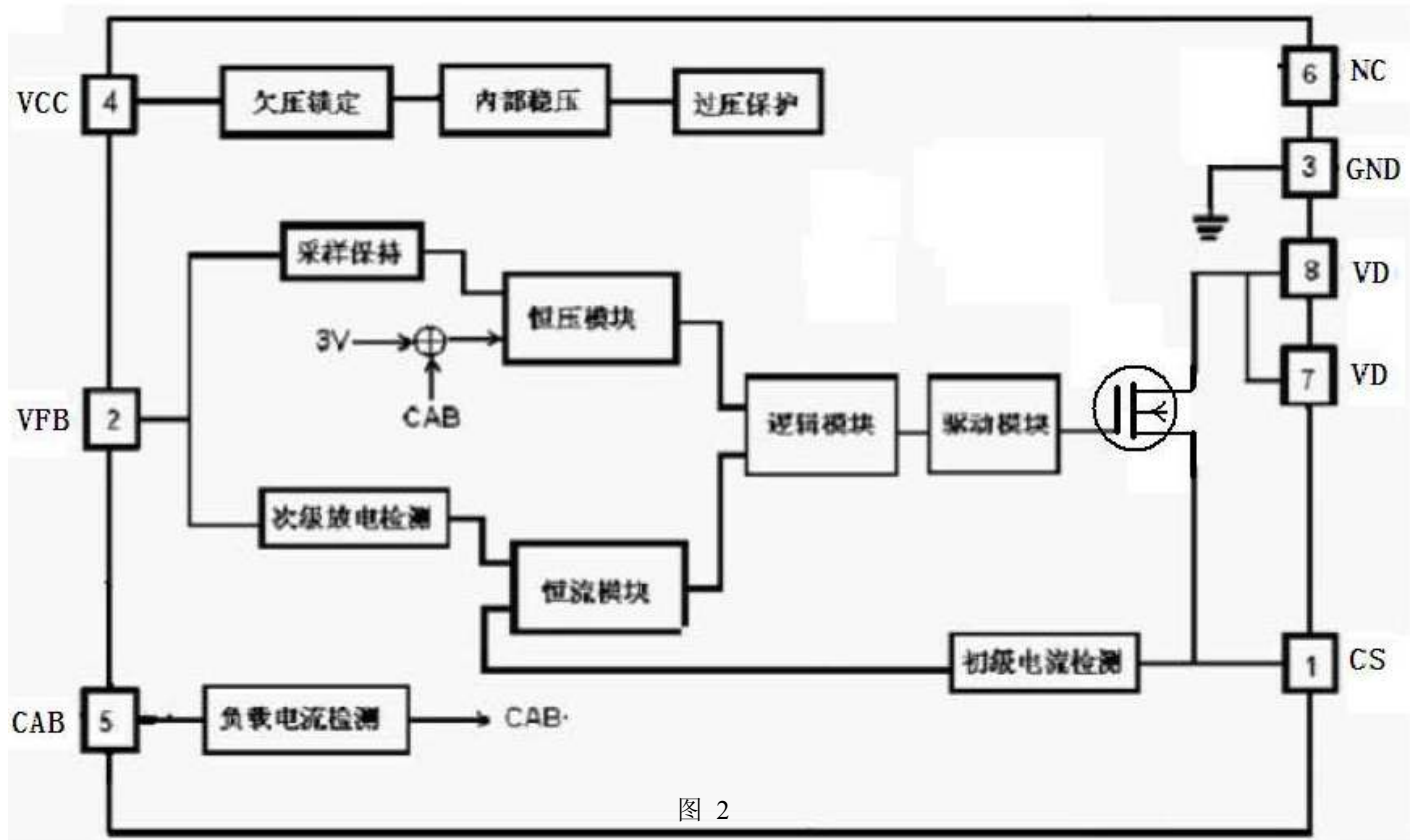 VCC 4 欠压锁定 内部稳压 过压保护 6 NC
3 GND
采样保持 8 VD
恒压模块
3V
CAB
7 VD
VFB 2 逻辑模块 驱动模块
次级放电检测
恒流模块
初级电流检测 1 CS
CAB 5 负载电流检测 CAB
图 2